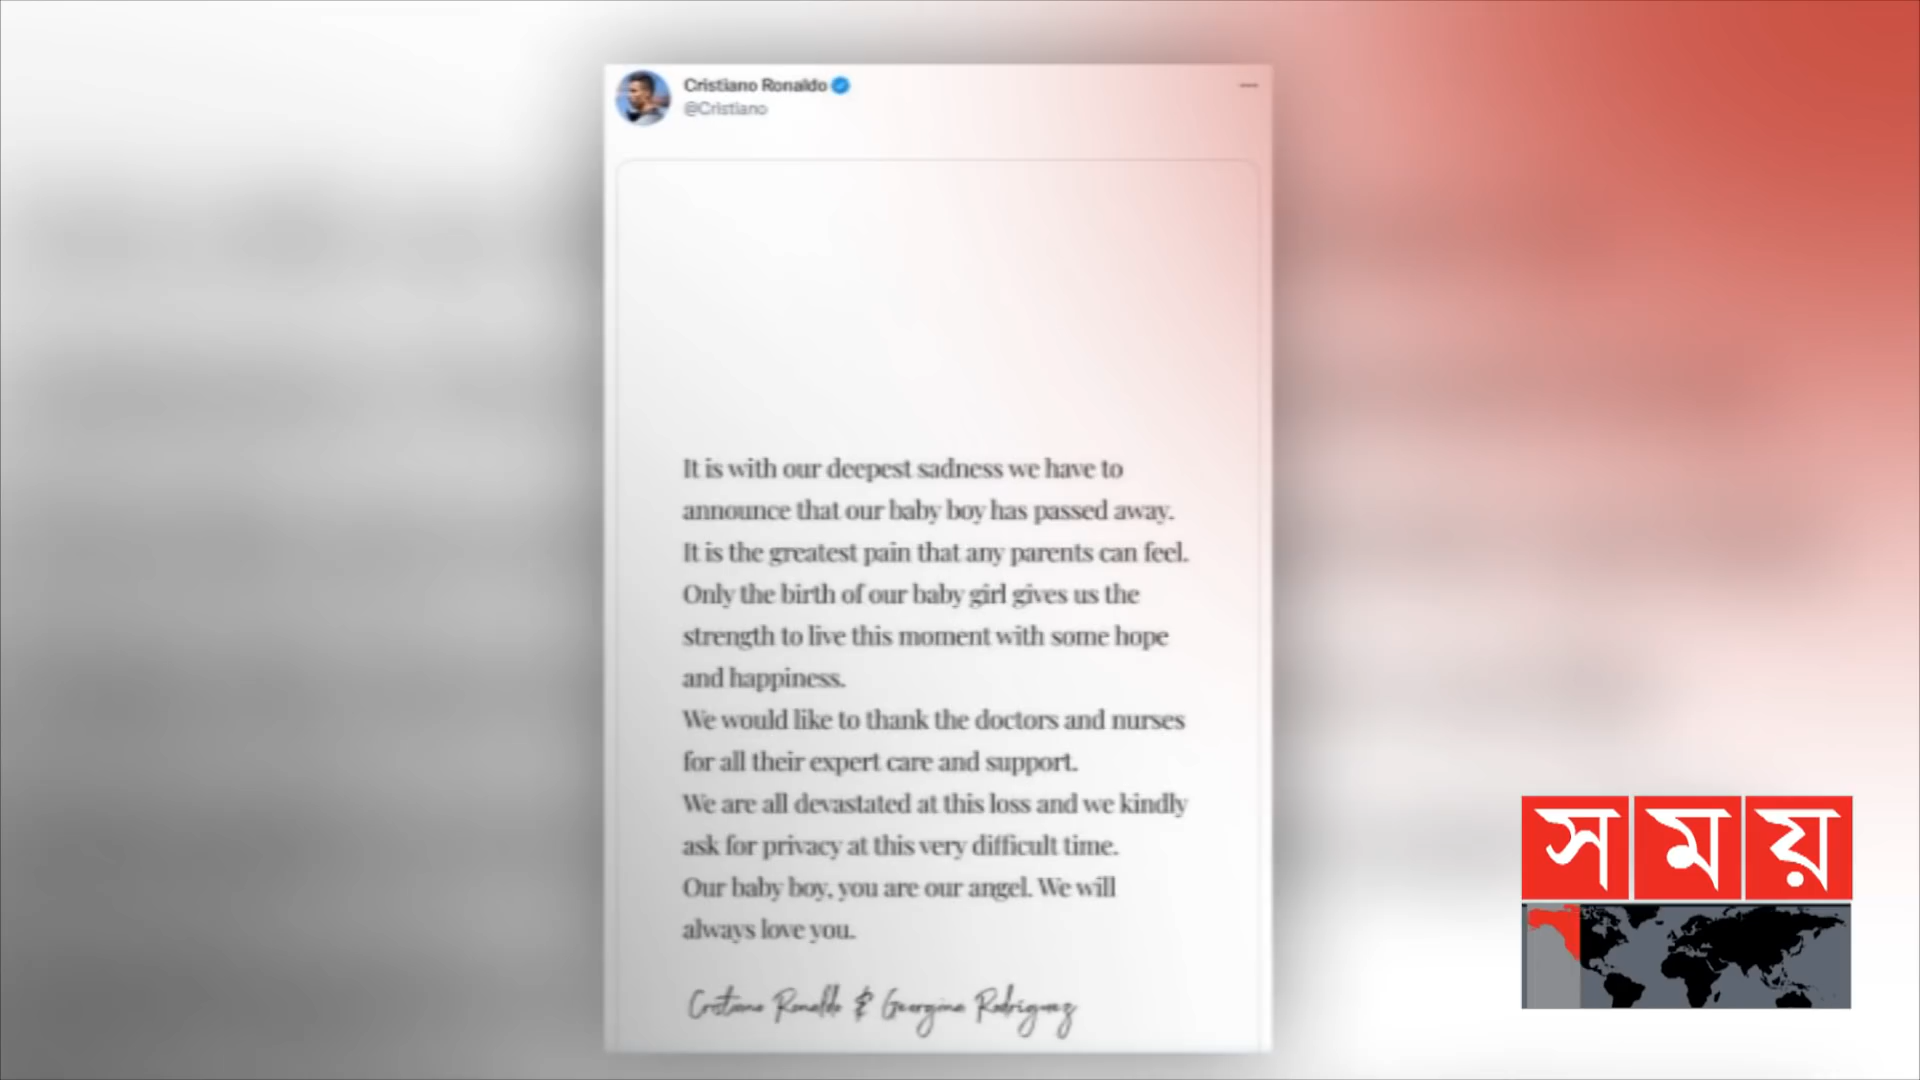 Cristiano Ronaldo
@Cristiano
It is with our deepest sadness we have to
announce that our baby boy has passed away.
It is the greatest pain that any parents can feel.
Only the birth of our baby girl gives us the
strength to live this moment with some hope
and happiness.
We would like to thank the doctors and nurses
for all their expert care and support.
We are all devastated at this loss and we kindly
ask for privacy at this very difficult time.
Our baby boy, you are our angel. We will
always love you.
Cristiano Ronaldo & Georgina Rodriguez
সময়